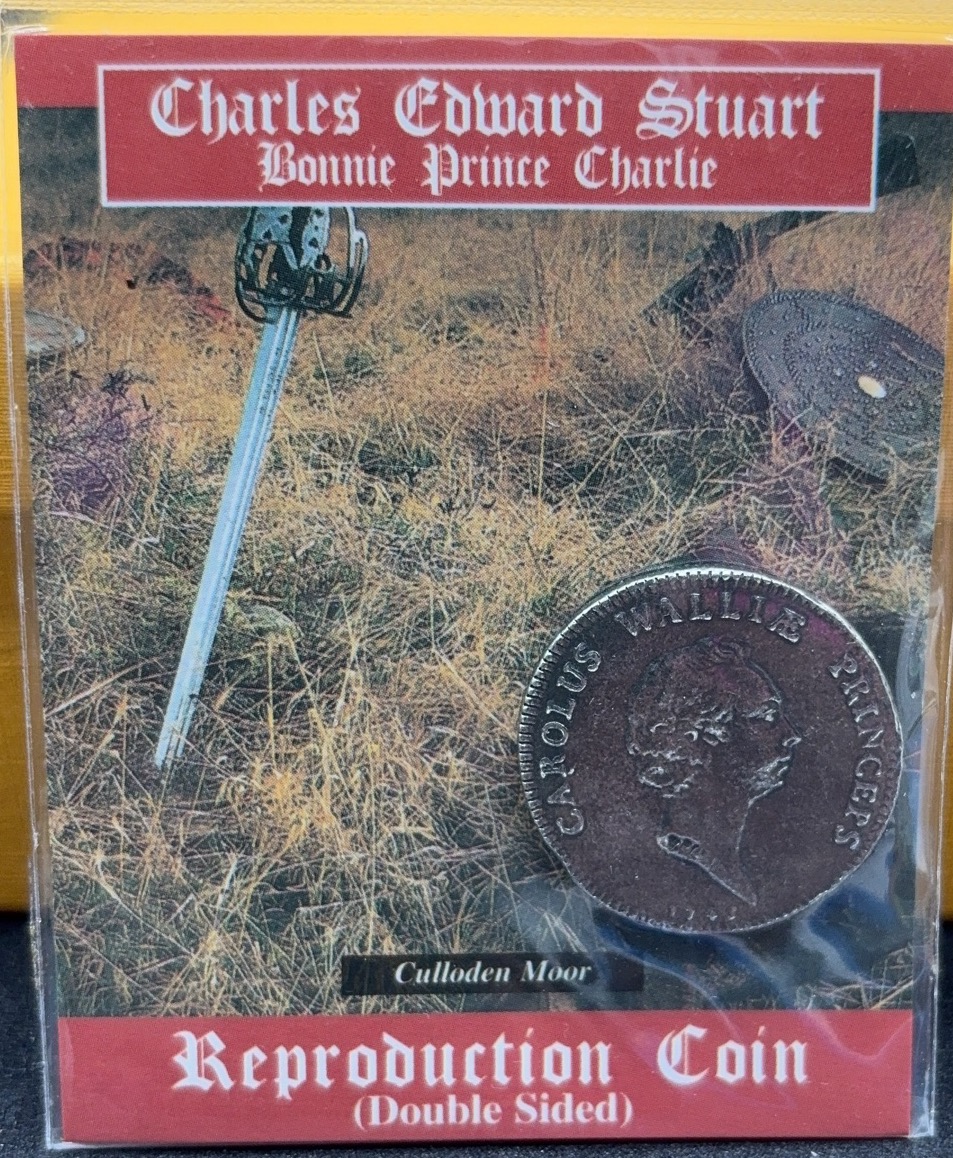 Charles Edward Stuart
Bonnie Prince Charlie
CAROLUS WALLIÆ PRINCEPS
Culloden Moor
Reproduction Coin
(Double Sided)